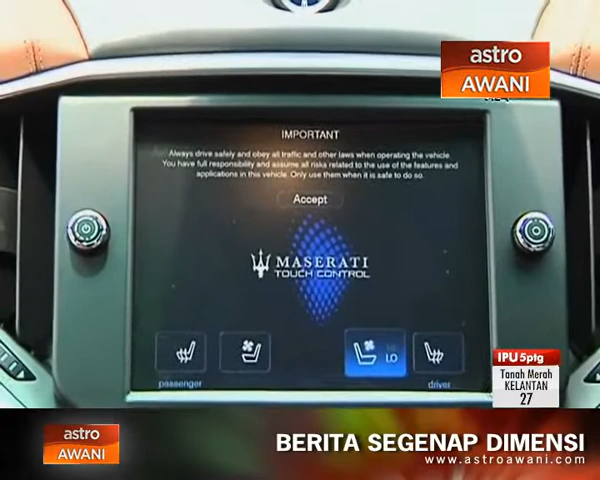 astro
AWANI
IMPORTANT
Always drive safely and obey all traffic and other laws when operating the vehicle.
You have full responsibility and assume all risks related to the use of the features and
applications in this vehicle. Only use them when it is safe to do so.
Accept
MASERATI
TOUCH CONTROL
LO
passenger
driver
IPU 5ptg
Tanah Merah
KELANTAN
27
astro
AWANI
BERITA SEGENAP DIMENSI
www.astroawani.com